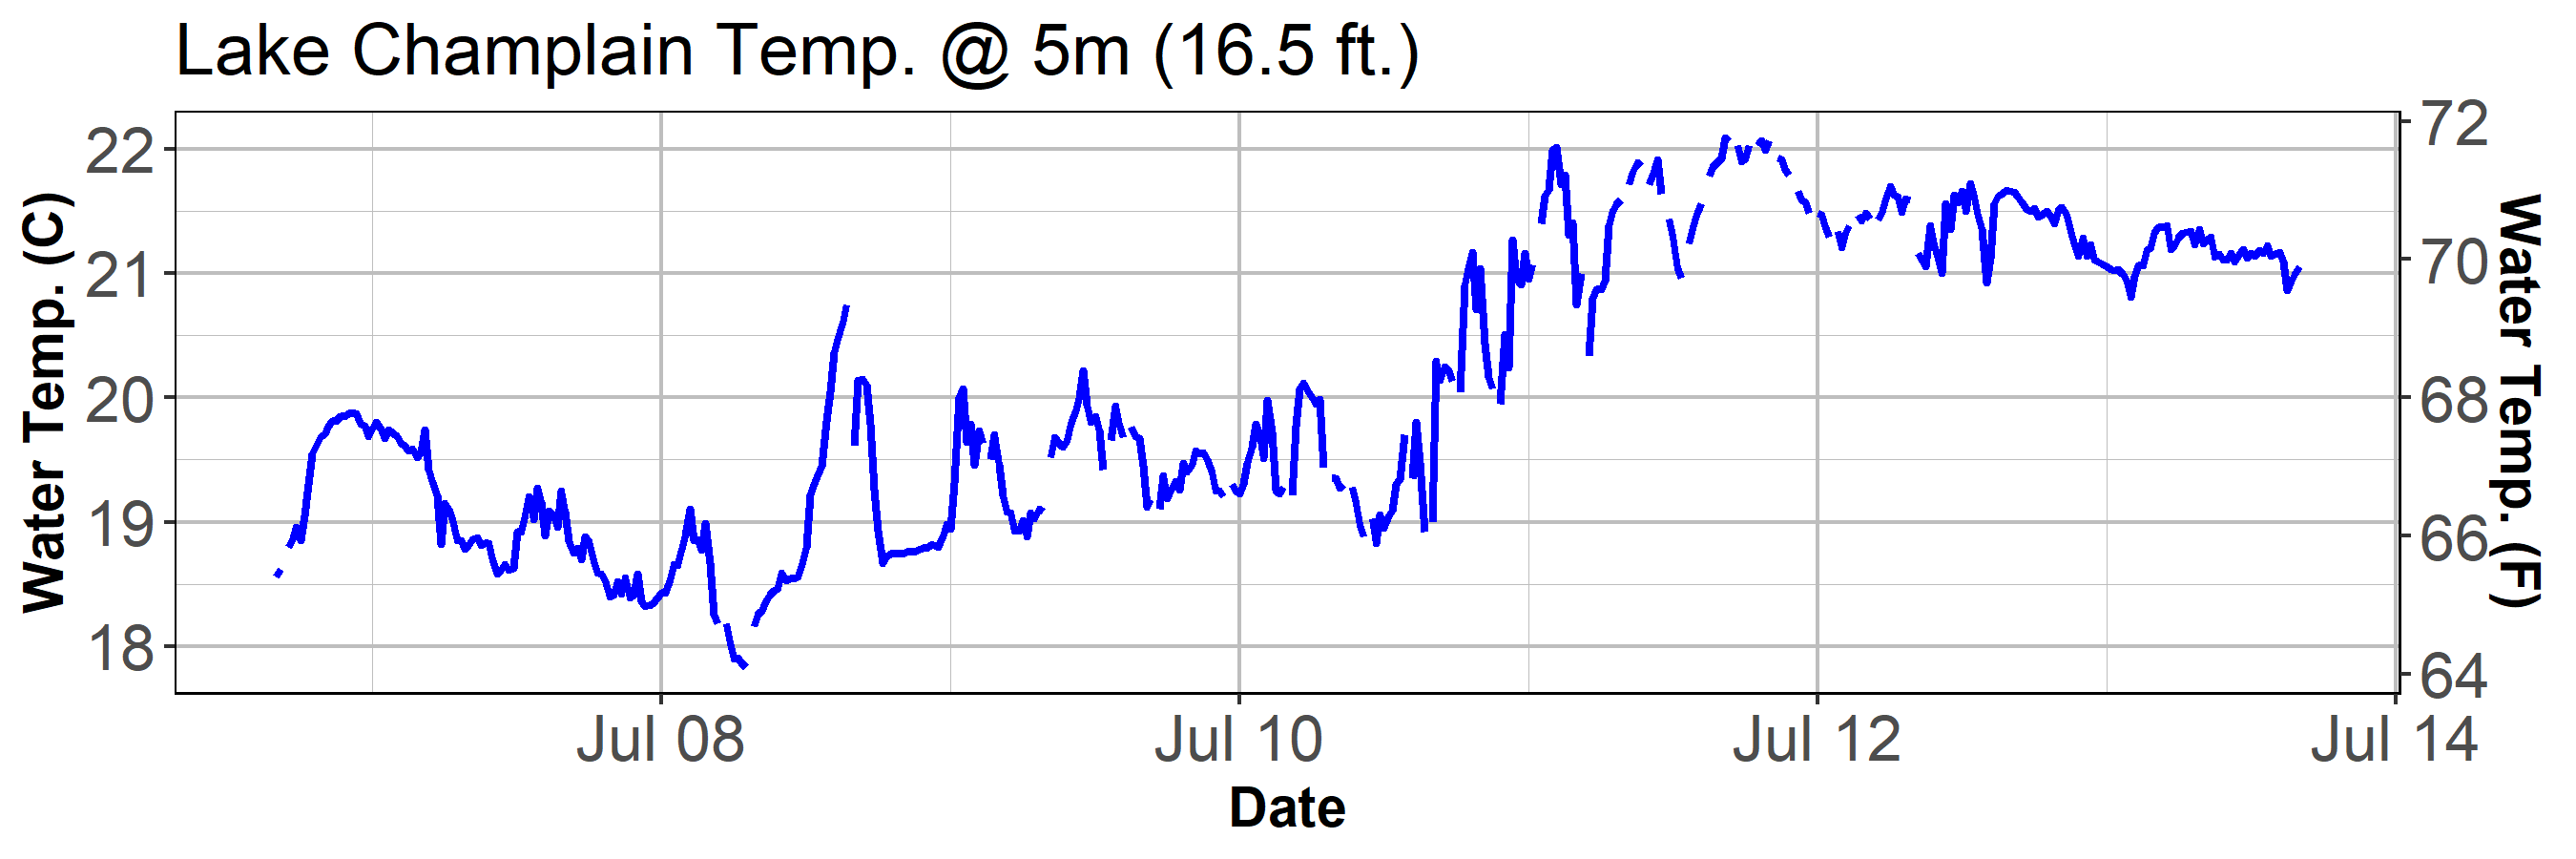 Lake Champlain Temp. @ 5m (16.5 ft.)
Water Temp. (C)
22
21
20
19
18
72
70
68
66
64
Water Temp. (F)
Jul 08
Jul 10
Jul 12
Jul 14
Date